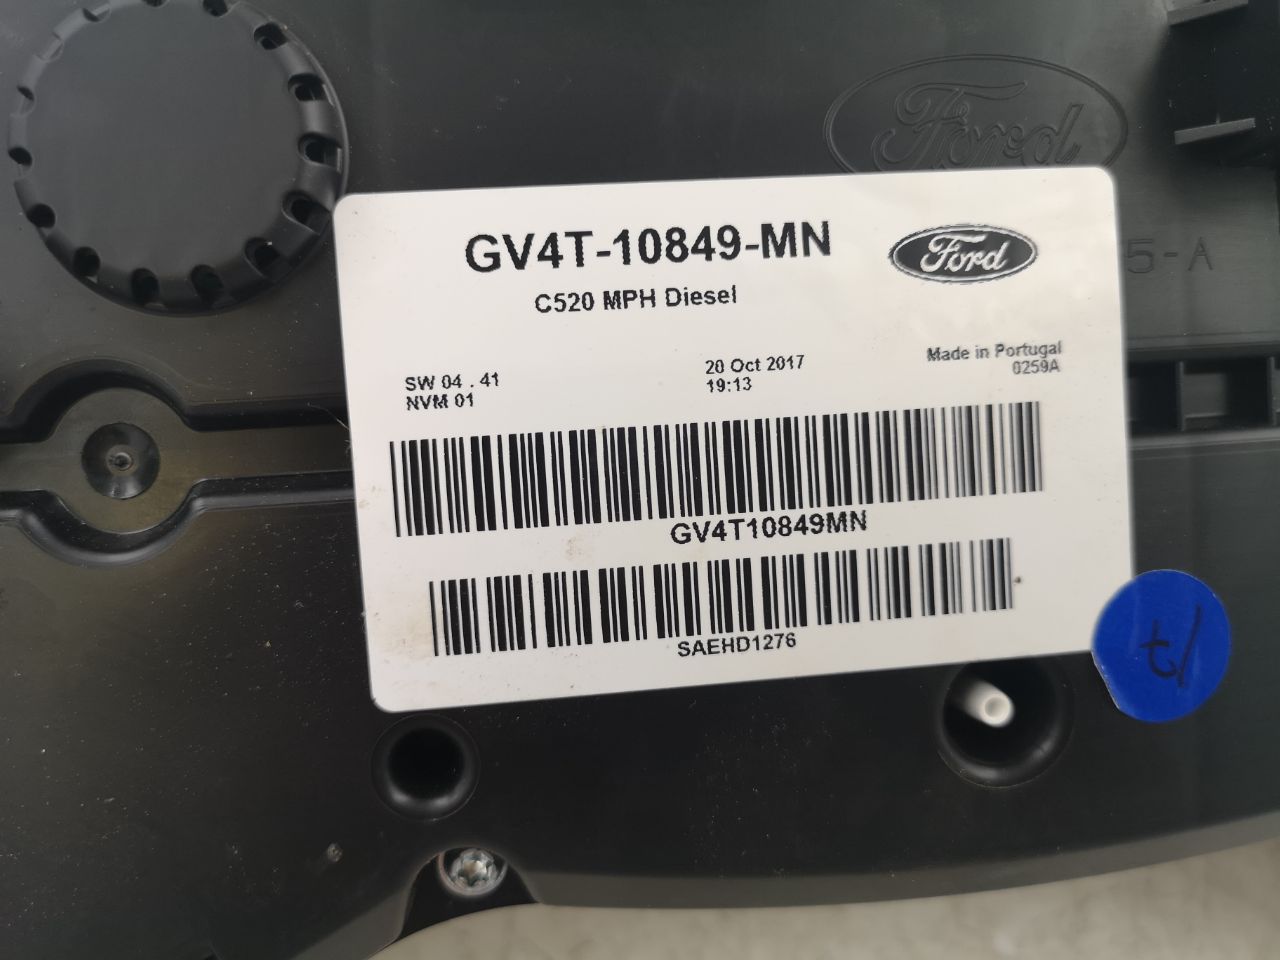 Ford
GV4T-10849-MN
Ford
5-A
C520 MPH Diesel
SW 04 . 41
NVM 01
20 Oct 2017
19:13
Made in Portugal
0259A
GV4T10849MN
SAEHD1276